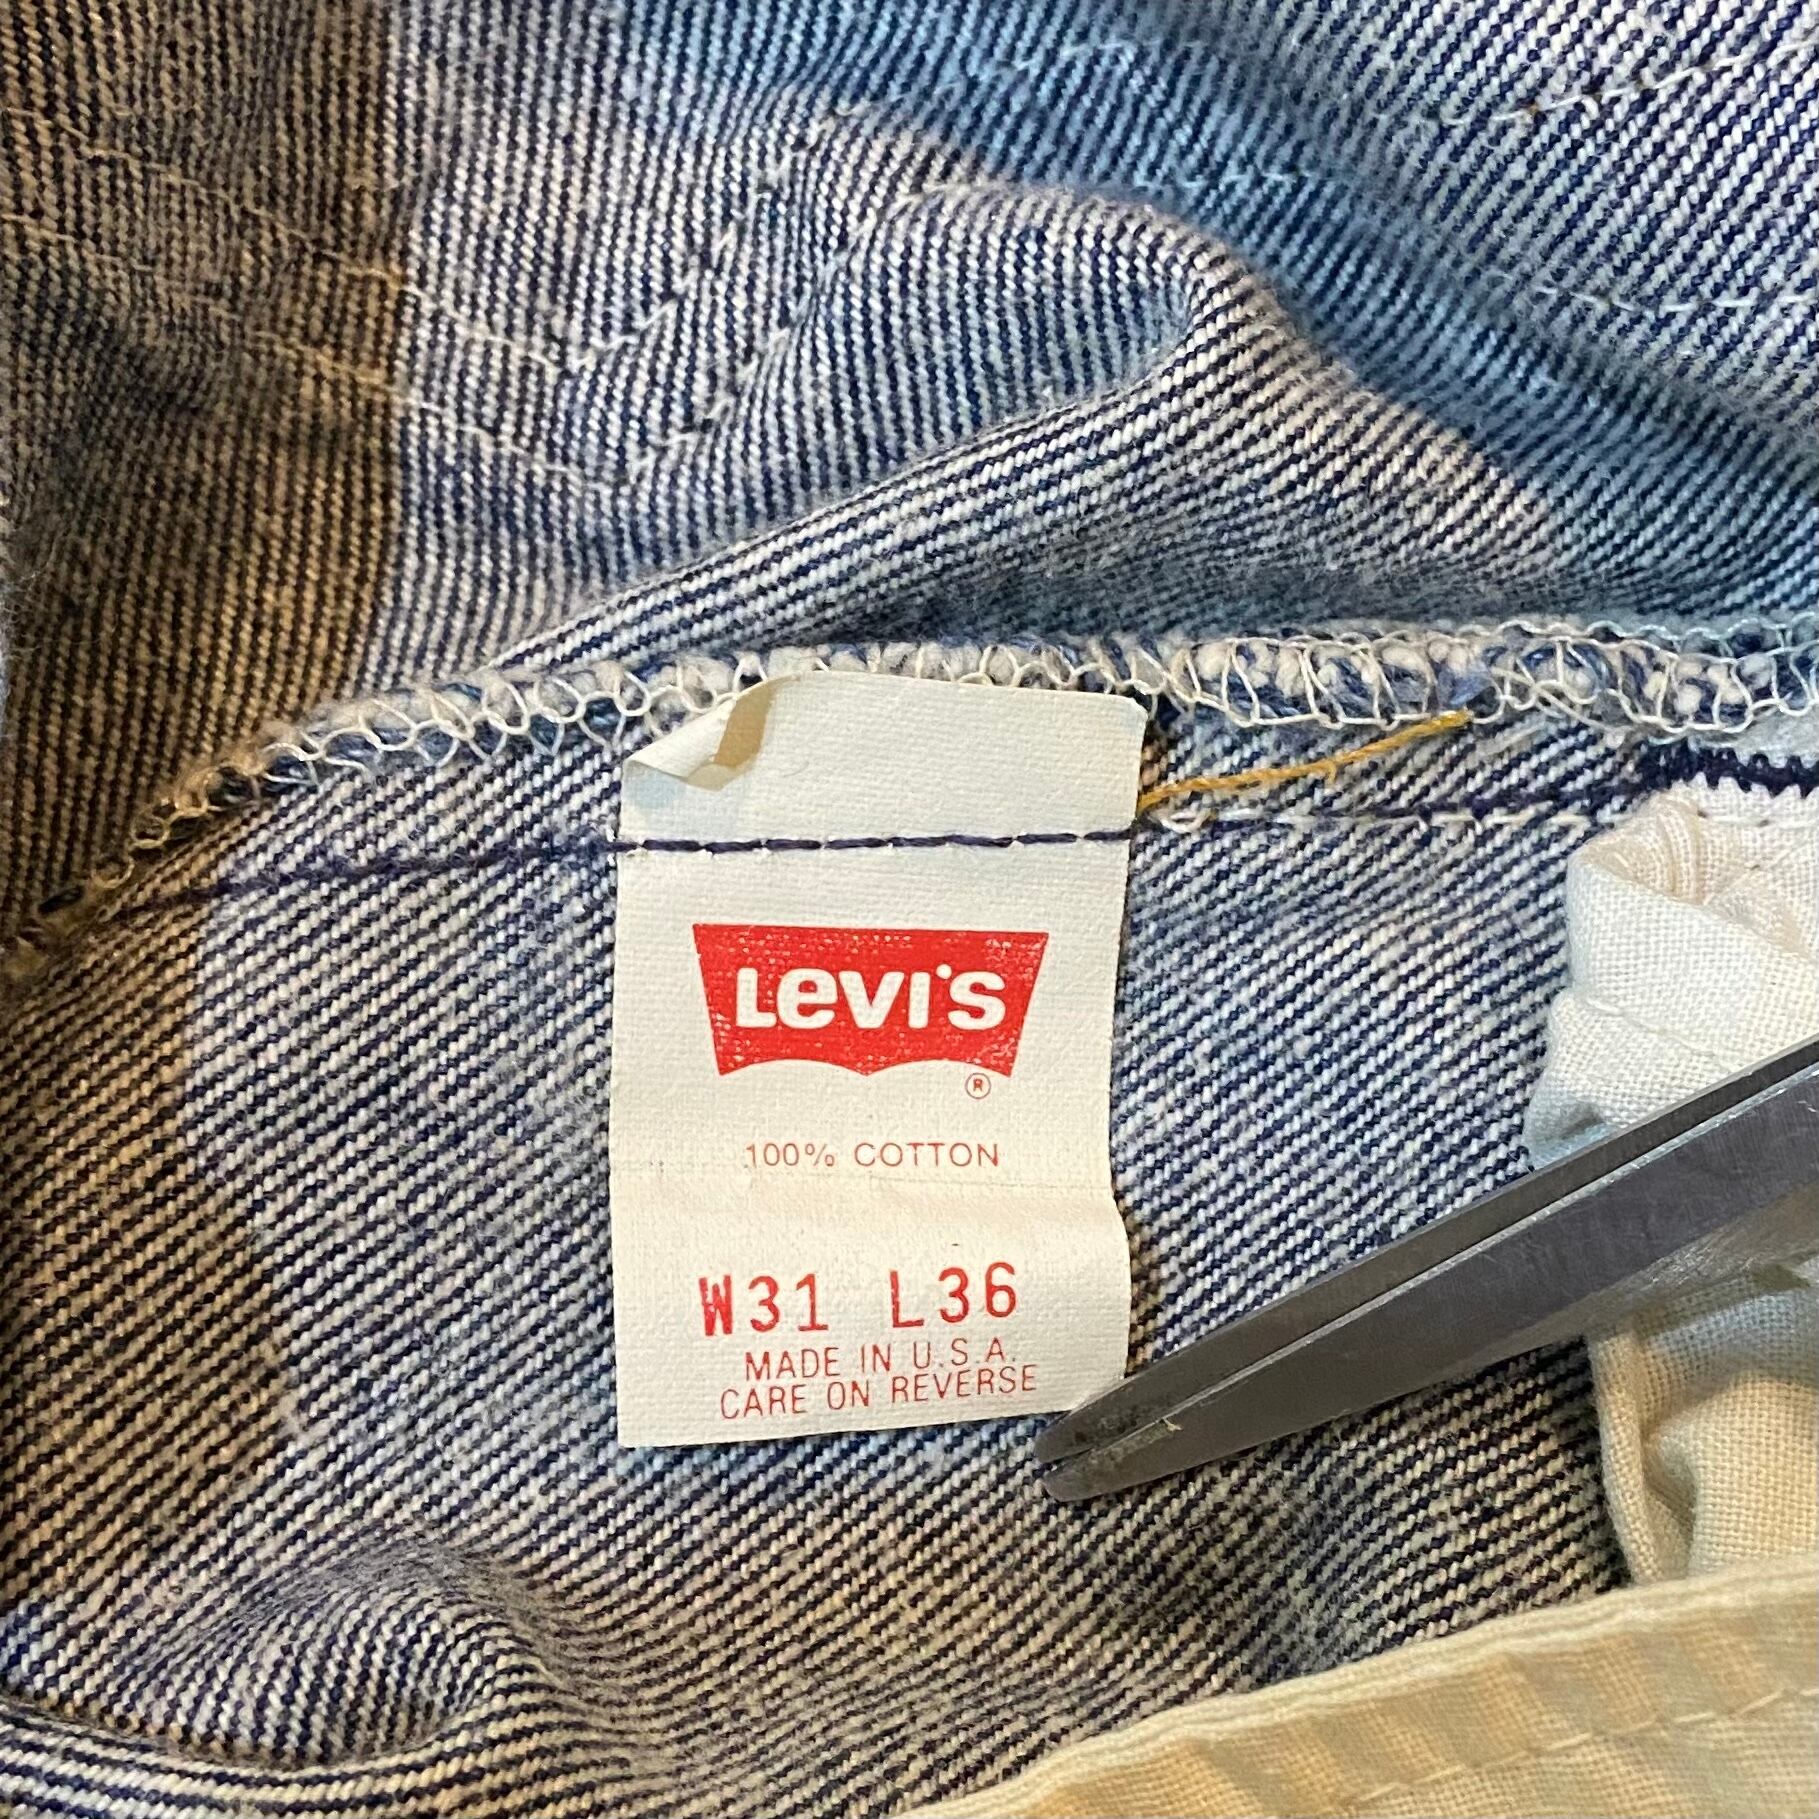 Levi's
®
100% COTTON
W31 L36
MADE IN U.S.A.
CARE ON REVERSE